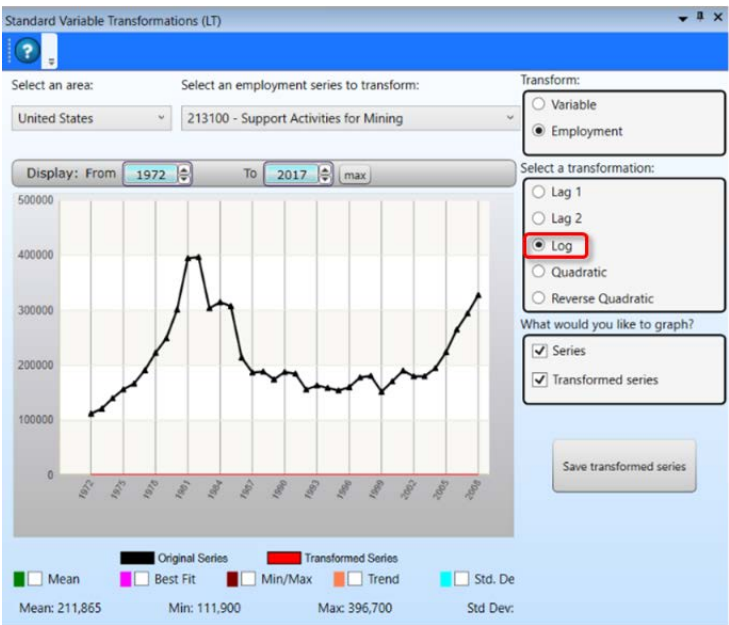 Standard Variable Transformations (LT)
?
Select an area:
Select an employment series to transform:
Transform:
United States
213100 - Support Activities for Mining
Variable
Employment
Display: From 1972 To 2017 max
Select a transformation:
Lag 1
Lag 2
Log
Quadratic
Reverse Quadratic
What would you like to graph?
Series
Transformed series
Save transformed series
500000
400000
300000
200000
100000
0
1972 1975 1978 1981 1984 1987 1990 1993 1996 1999 2002 2005 2008
Original Series Transformed Series
Mean Best Fit Min/Max Trend Std. De
Mean: 211,865 Min: 111,900 Max: 396,700 Std Dev: